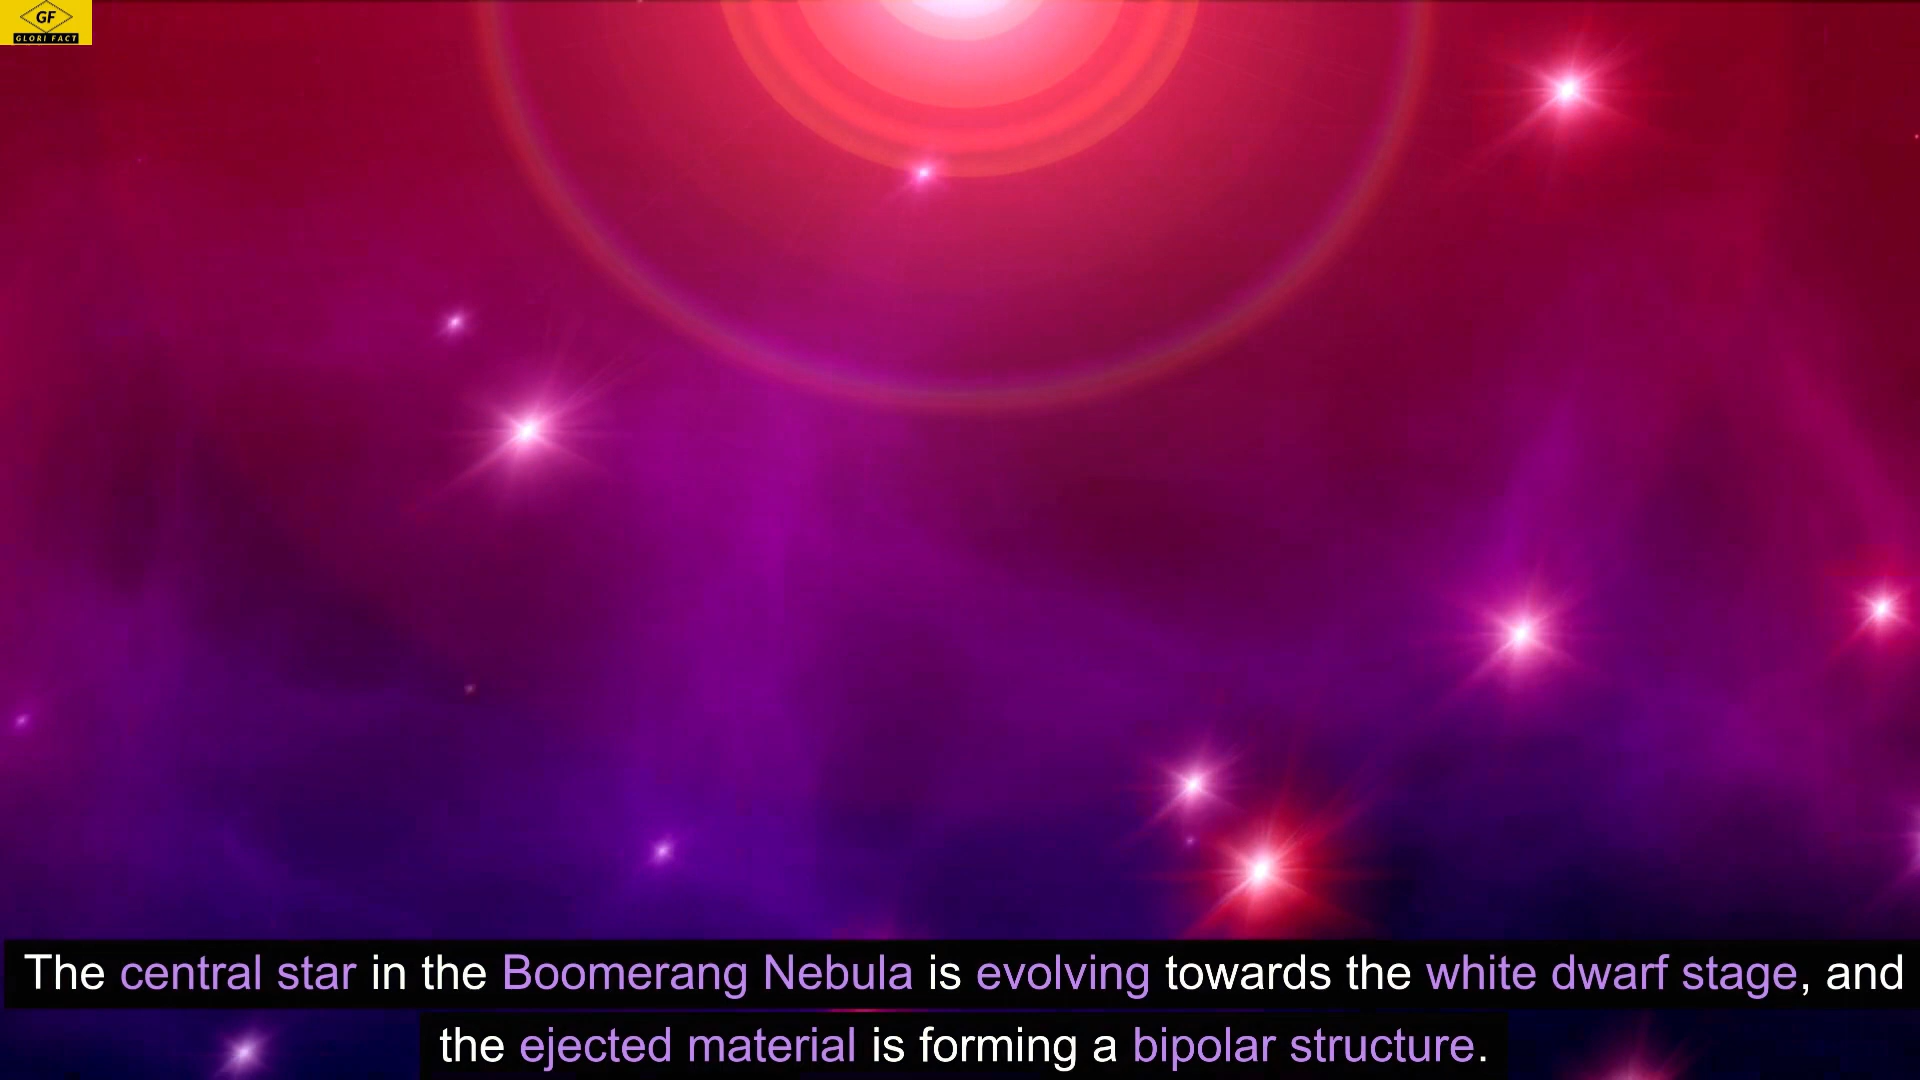 GF
GLORI FACT
The central star in the Boomerang Nebula is evolving towards the white dwarf stage, and
the ejected material is forming a bipolar structure.